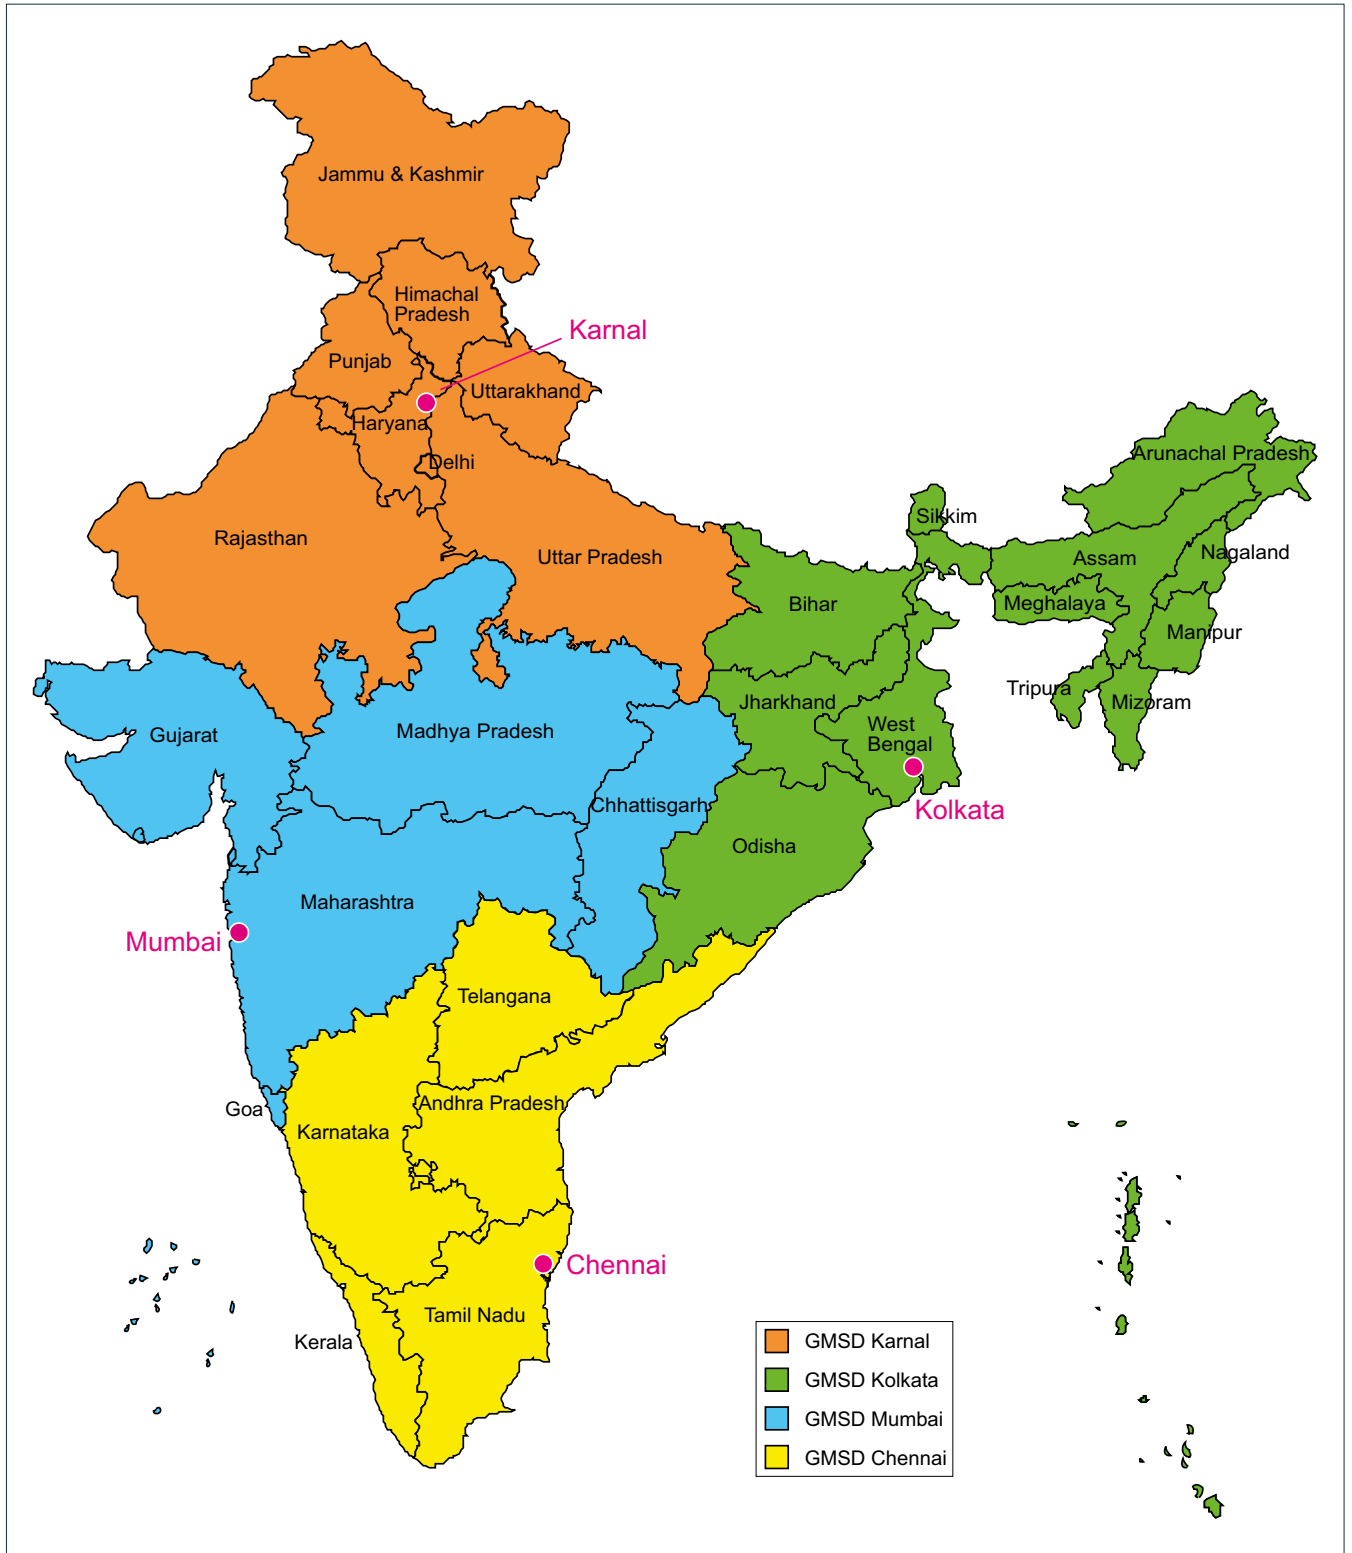 Jammu & Kashmir
Himachal
Pradesh
Karnal
Punjab
Uttarakhand
Haryana
Delhi
Arunachal Pradesh
Sikkim
Rajasthan
Uttar Pradesh
Assam
Nagaland
Bihar
Meghalaya
Manipur
Tripura
Mizoram
Jharkhand
West
Bengal
Gujarat
Madhya Pradesh
Chhattisgarh
Kolkata
Odisha
Maharashtra
Mumbai
Telangana
Goa
Andhra Pradesh
Karnataka
Chennai
Tamil Nadu
Kerala
GMSD Karnal
GMSD Kolkata
GMSD Mumbai
GMSD Chennai